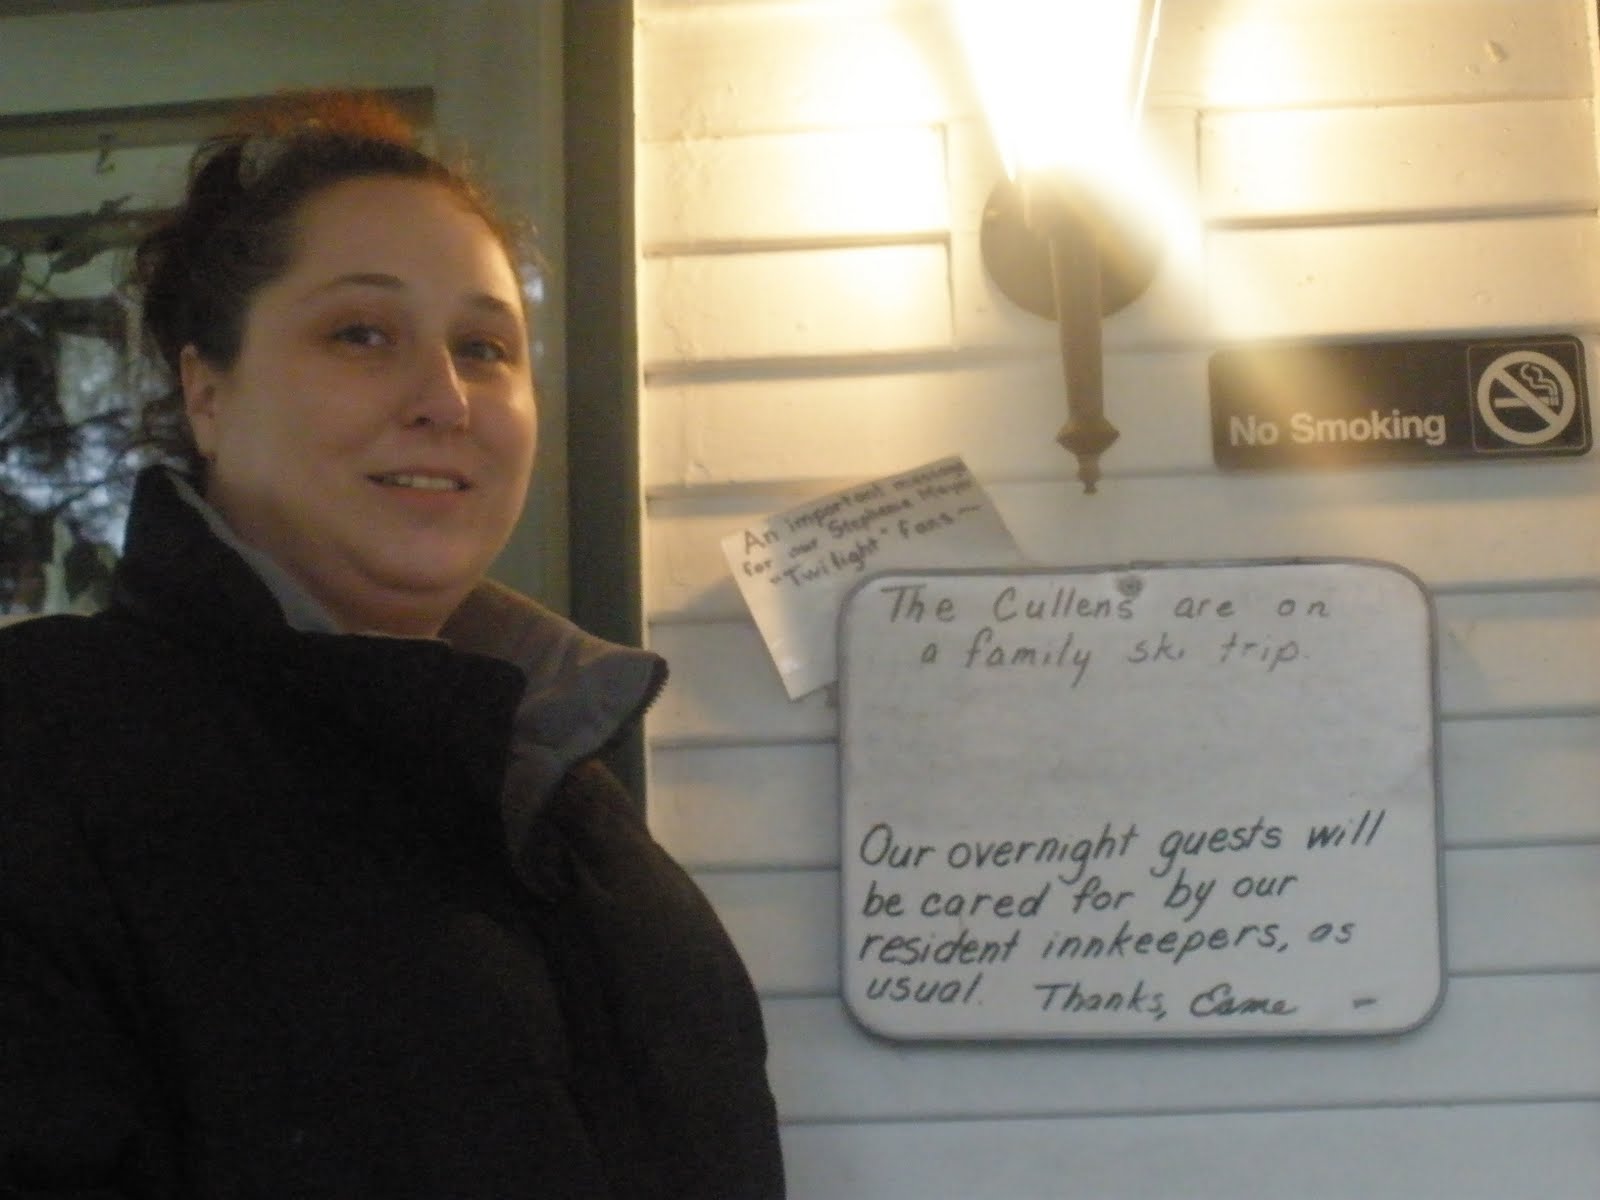 No Smoking
An important message
for our Stephenie Meyer
"Twilight" fans—
The Cullens are on
a family ski trip.
Our overnight guests will
be cared for by our
resident innkeepers, as
usual. Thanks, Esme —